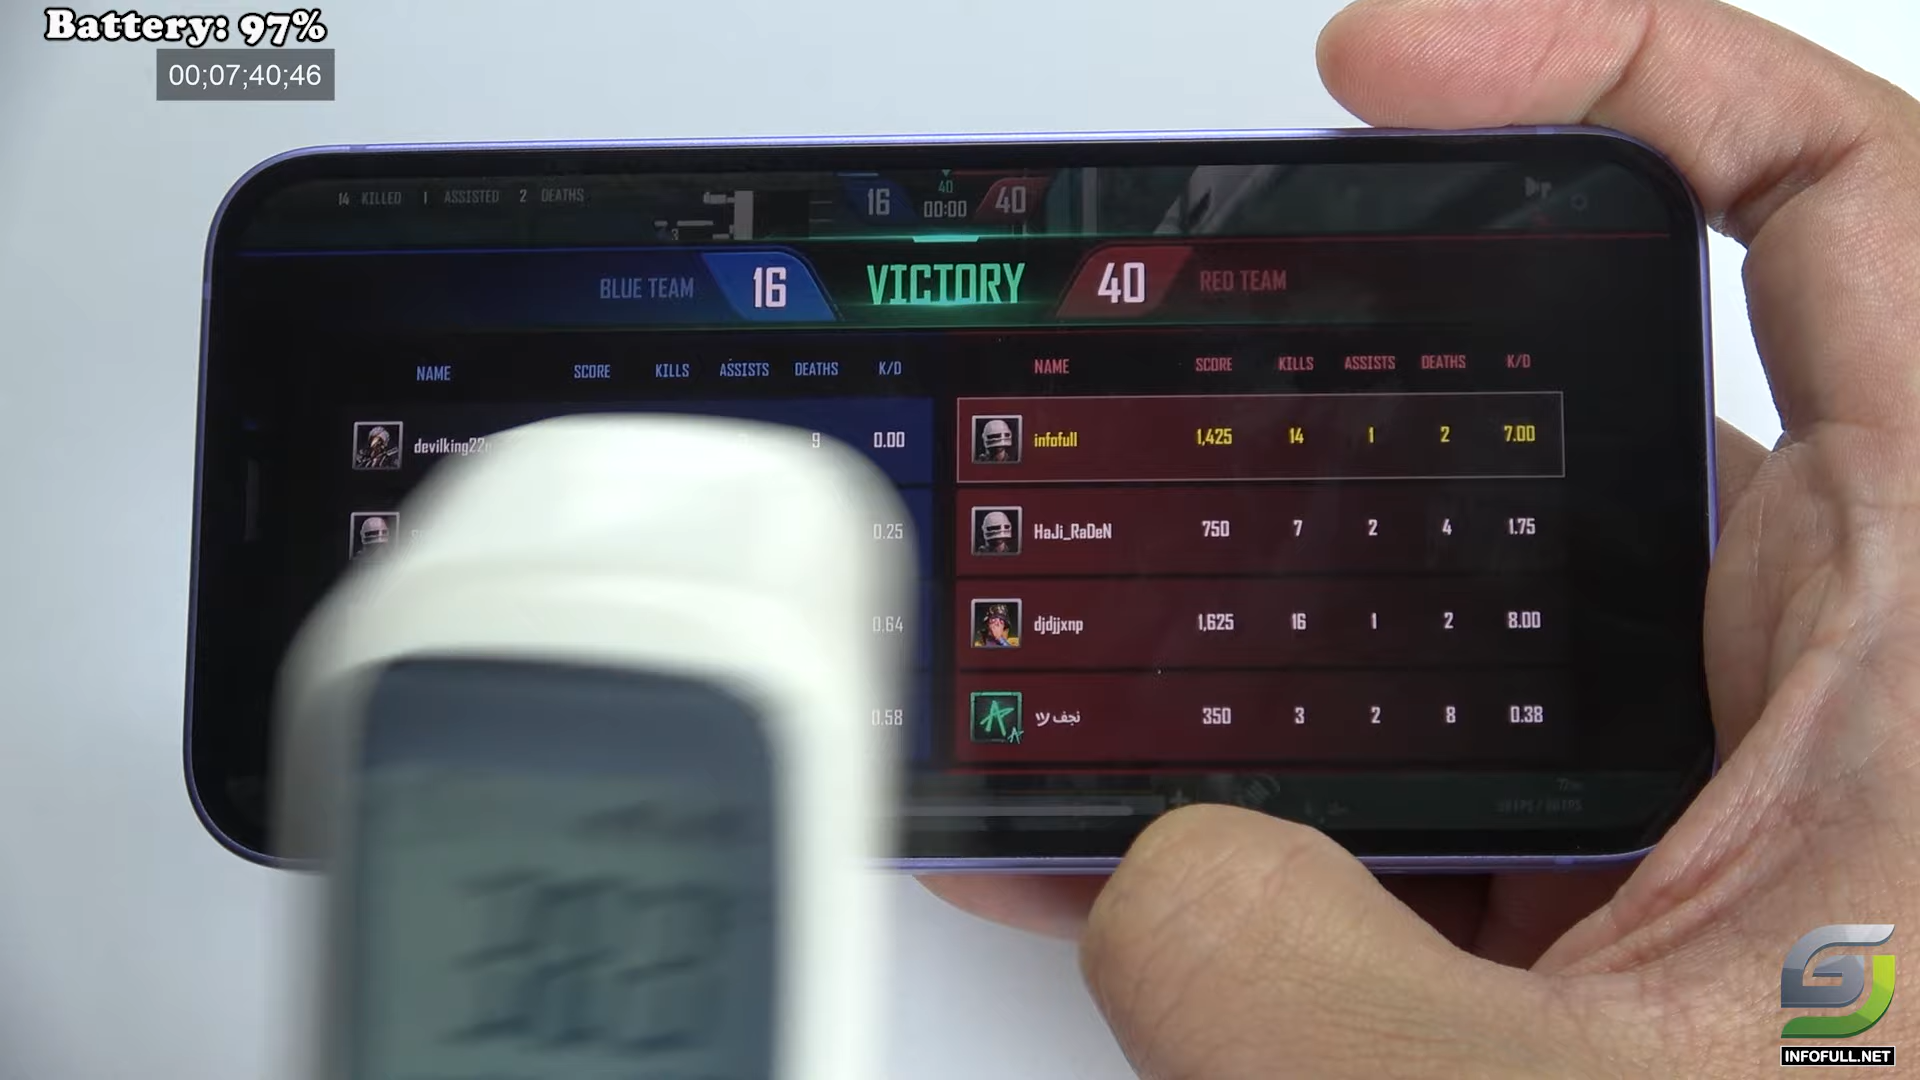 Battery: 97%
00;07;40;46
14 KILLED 1 ASSISTED 2 DEATHS
16 40 00:00 40
BLUE TEAM 16 VICTORY 40 RED TEAM
NAME SCORE KILLS ASSISTS DEATHS K/D
devilking22 9 0.00
0.25
0.64
0.58
NAME SCORE KILLS ASSISTS DEATHS K/D
infofull 1,425 14 1 2 7.00
HaJi_RaDeN 750 7 2 4 1.75
djdjjxnp 1,625 16 1 2 8.00
نجف ツ 350 3 2 8 0.38
INFOFULL.NET